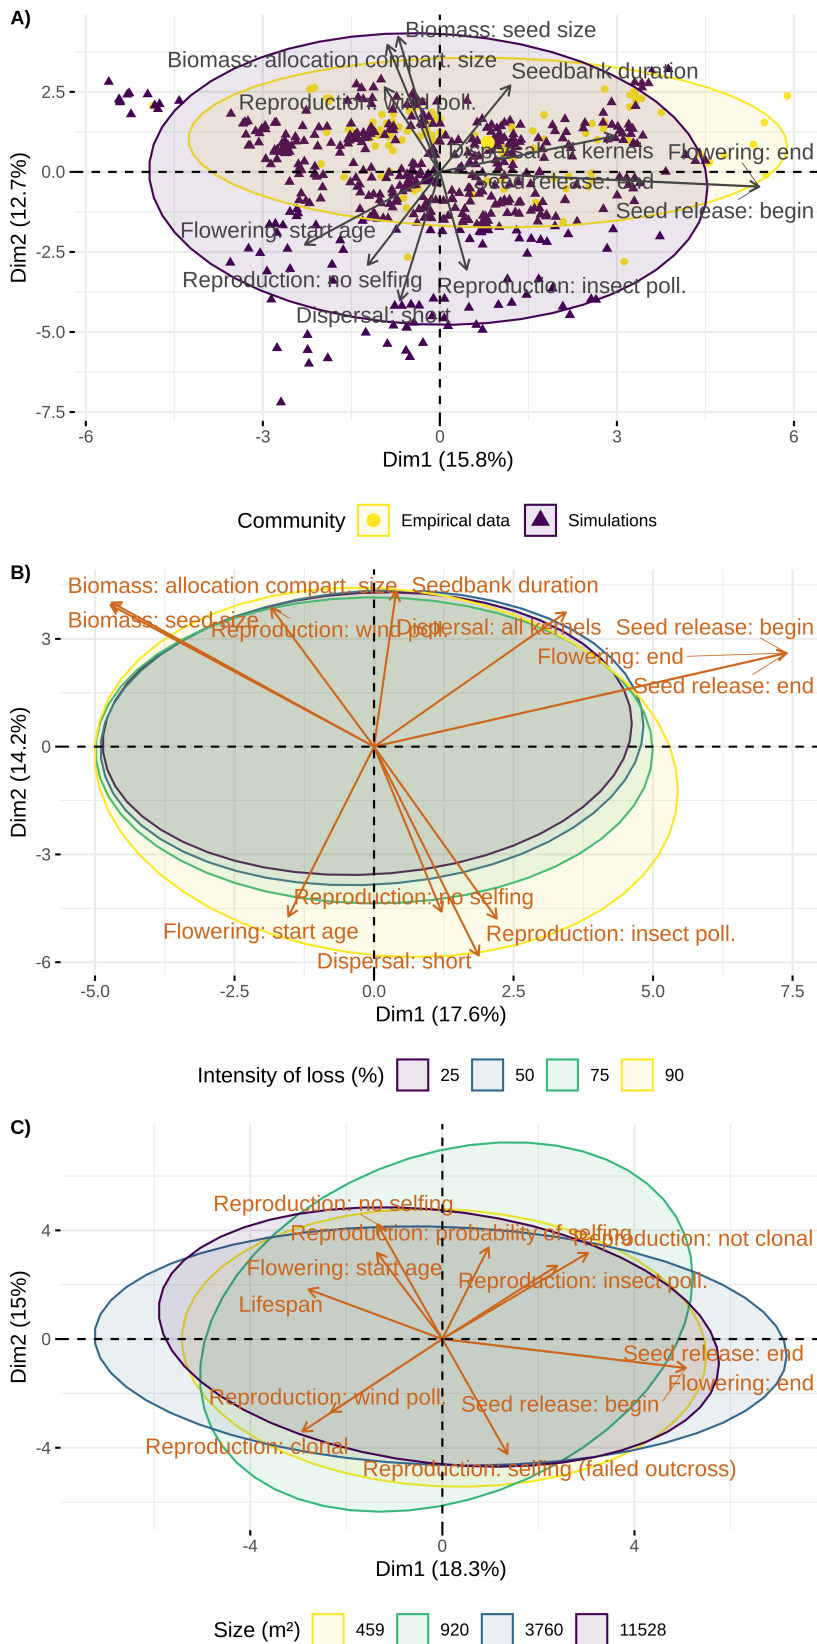 A)
Biomass: seed size
Biomass: allocation compart. size
Seedbank duration
Reproduction: wind poll.
Dispersal: all kernels
Flowering: end
Seed release: end
Seed release: begin
Flowering: start age
Reproduction: no selfing
Reproduction: insect poll.
Dispersal: short
2.5
0.0
-2.5
-5.0
-7.5
Dim2 (12.7%)
-6
-3
0
3
6
Dim1 (15.8%)
Community
Empirical data
Simulations
B)
Biomass: allocation compart. size
Seedbank duration
Biomass: seed size
Reproduction: wind poll.
Dispersal: all kernels
Seed release: begin
Flowering: end
Seed release: end
Reproduction: no selfing
Flowering: start age
Reproduction: insect poll.
Dispersal: short
3
0
-3
-6
Dim2 (14.2%)
-5.0
-2.5
0.0
2.5
5.0
7.5
Dim1 (17.6%)
Intensity of loss (%)
25
50
75
90
C)
Reproduction: no selfing
Reproduction: probability of selfing
Reproduction: not clonal
Flowering: start age
Reproduction: insect poll.
Lifespan
Seed release: end
Flowering: end
Reproduction: wind poll.
Seed release: begin
Reproduction: clonal
Reproduction: selfing (failed outcross)
4
0
-4
Dim2 (15%)
-4
0
4
Dim1 (18.3%)
Size (m²)
459
920
3760
11528